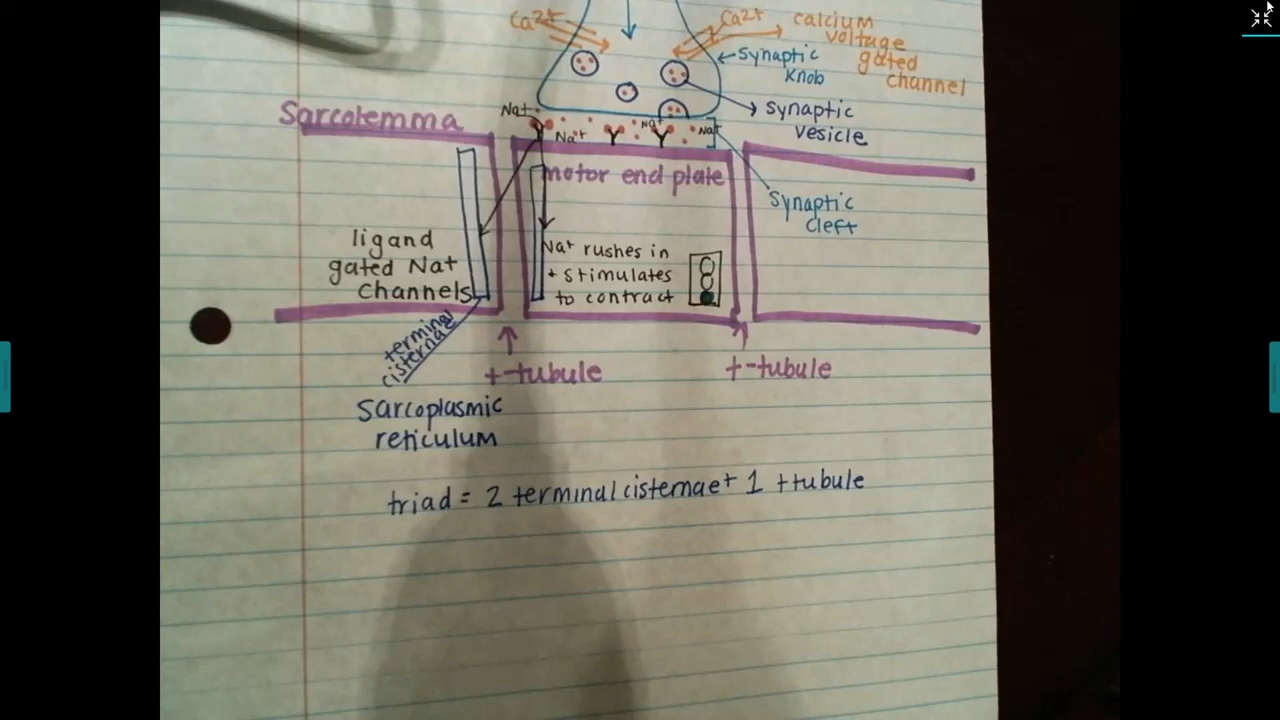 Ca2+
Ca2+
calcium
voltage
gated
channel
synaptic
knob
synaptic
vesicle
Na+
Na+
Na+
Na+
Sarcolemma
motor end plate
synaptic
cleft
ligand
gated Na+
channels
Na+ rushes in
+ stimulates
to contract
terminal
cisternae
t-tubule
t-tubule
sarcoplasmic
reticulum
triad = 2 terminal cisternae + 1 t tubule